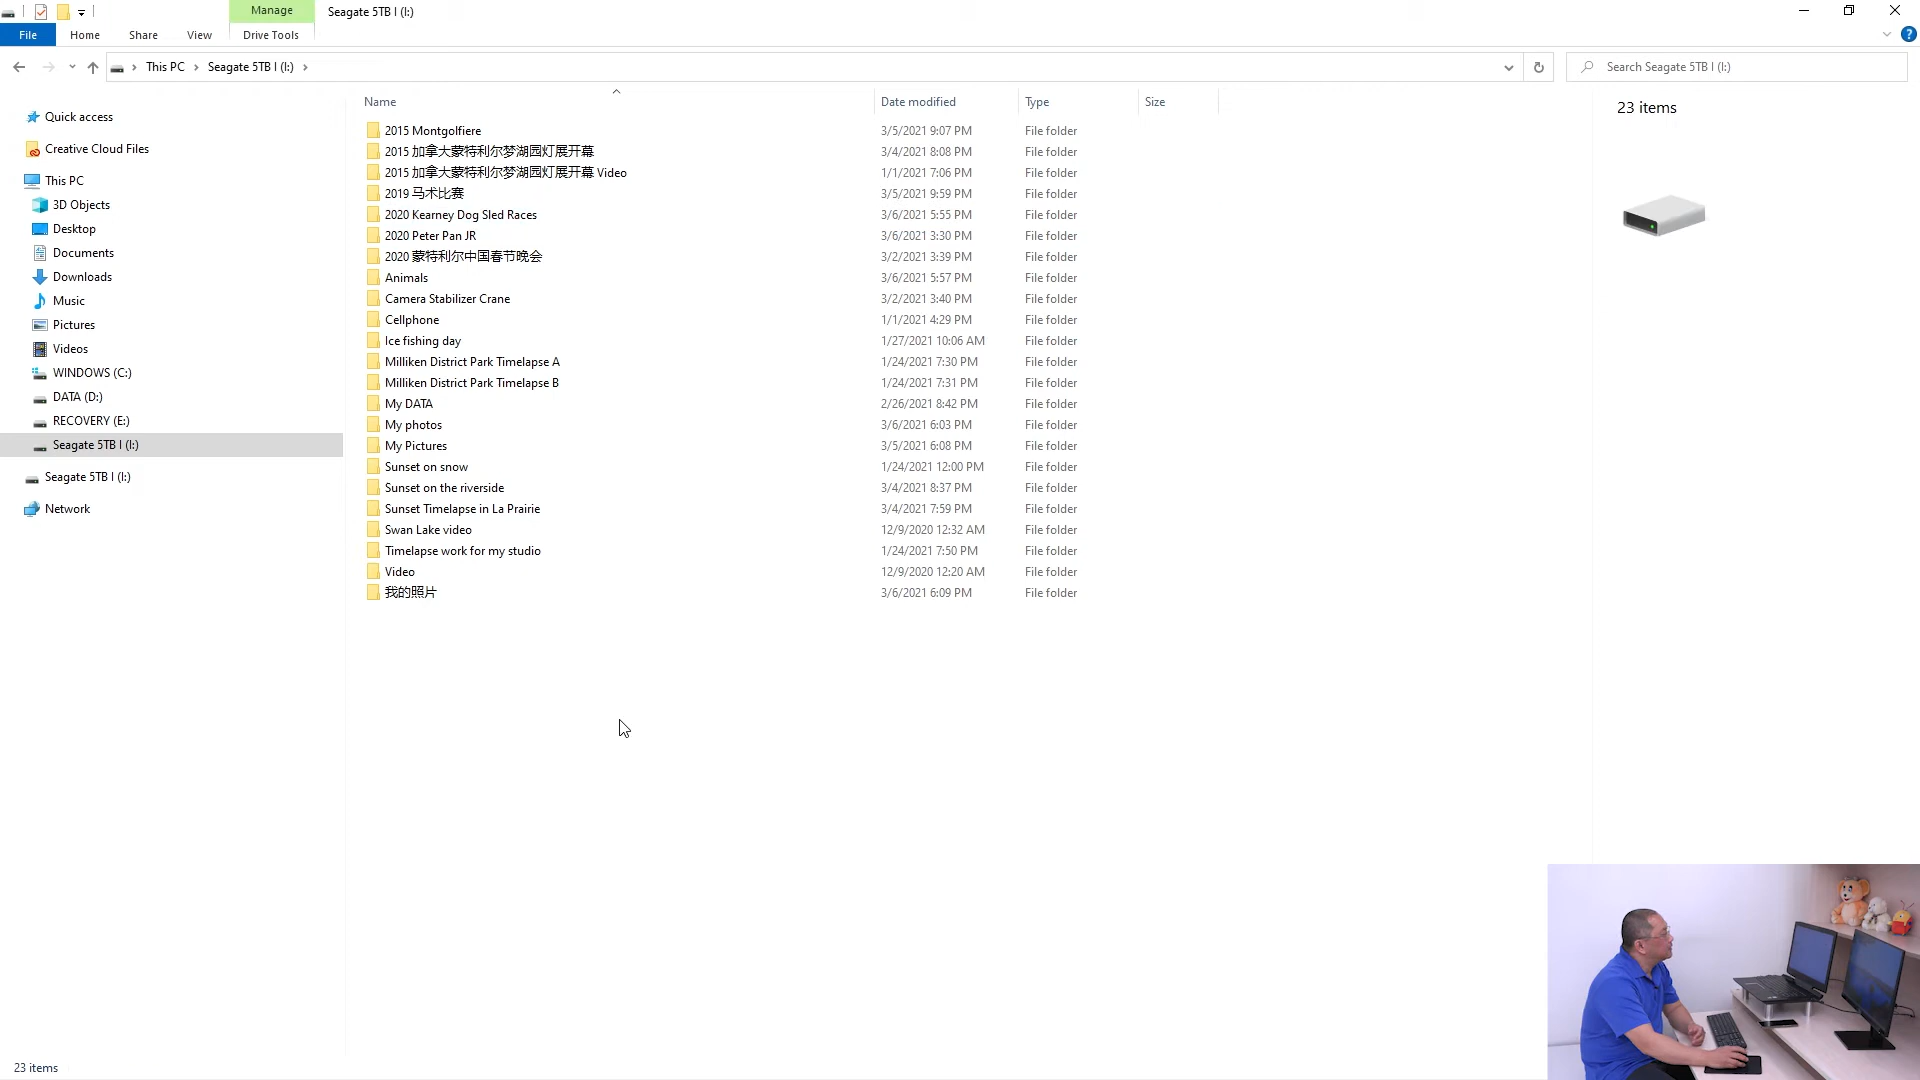 Manage
Seagate 5TB I (I:)
File
Home
Share
View
Drive Tools
This PC
Seagate 5TB I (I:)
Search Seagate 5TB I (I:)
Quick access
Creative Cloud Files
This PC
3D Objects
Desktop
Documents
Downloads
Music
Pictures
Videos
WINDOWS (C:)
DATA (D:)
RECOVERY (E:)
Seagate 5TB I (I:)
Seagate 5TB I (I:)
Network
Name Date modified Type Size
2015 Montgolfiere 3/5/2021 9:07 PM File folder
2015 加拿大蒙特利尔梦湖园灯展开幕 3/4/2021 8:08 PM File folder
2015 加拿大蒙特利尔梦湖园灯展开幕 Video 1/1/2021 7:06 PM File folder
2019 马术比赛 3/5/2021 9:59 PM File folder
2020 Kearney Dog Sled Races 3/6/2021 5:55 PM File folder
2020 Peter Pan JR 3/6/2021 3:30 PM File folder
2020 蒙特利尔中国春节晚会 3/2/2021 3:39 PM File folder
Animals 3/6/2021 5:57 PM File folder
Camera Stabilizer Crane 3/2/2021 3:40 PM File folder
Cellphone 1/1/2021 4:29 PM File folder
Ice fishing day 1/27/2021 10:06 AM File folder
Milliken District Park Timelapse A 1/24/2021 7:30 PM File folder
Milliken District Park Timelapse B 1/24/2021 7:31 PM File folder
My DATA 2/26/2021 8:42 PM File folder
My photos 3/6/2021 6:03 PM File folder
My Pictures 3/5/2021 6:08 PM File folder
Sunset on snow 1/24/2021 12:00 PM File folder
Sunset on the riverside 3/4/2021 8:37 PM File folder
Sunset Timelapse in La Prairie 3/4/2021 7:59 PM File folder
Swan Lake video 12/9/2020 12:32 AM File folder
Timelapse work for my studio 1/24/2021 7:50 PM File folder
Video 12/9/2020 12:20 AM File folder
我的照片 3/6/2021 6:09 PM File folder
23 items
23 items